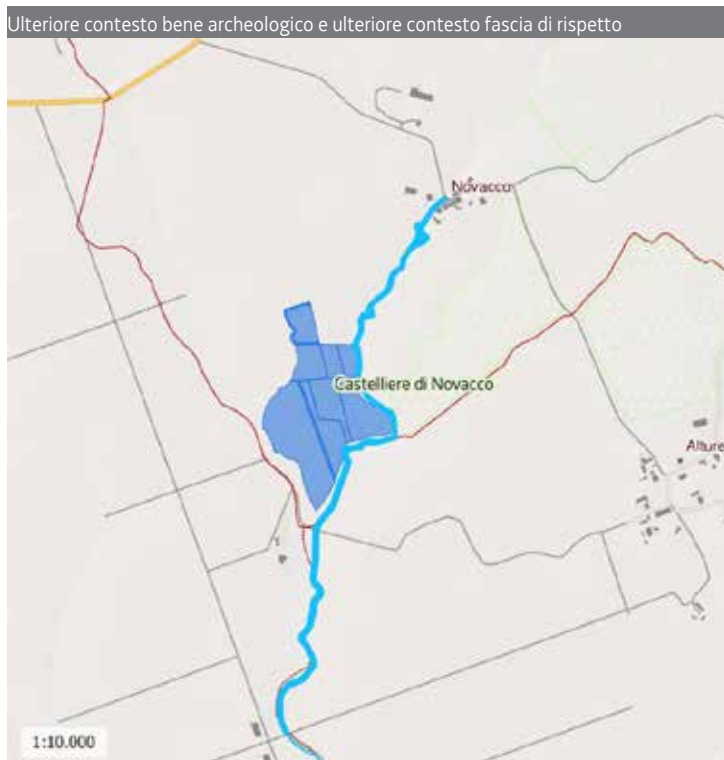 Ulteriore contesto bene archeologico e ulteriore contesto fascia di rispetto
Novacco
Castelliere di Novacco
Alture
1:10.000